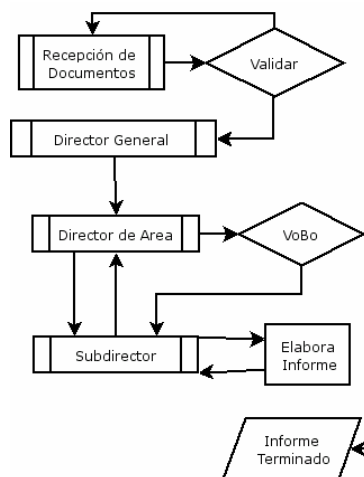 Recepción de
Documentos
Validar
Director General
Director de Area
VoBo
Subdirector
Elabora
Informe
Informe
Terminado